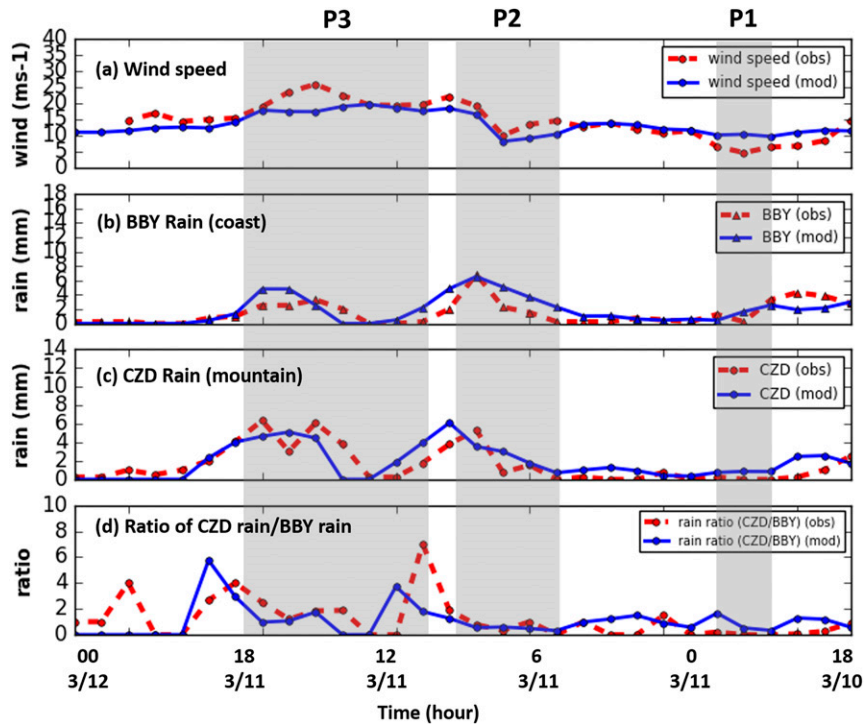 P3 P2 P1
40
35
30
25
20
15
10
5
0
wind (ms-1)
(a) Wind speed
wind speed (obs)
wind speed (mod)
18
16
14
12
10
8
6
4
2
0
rain (mm)
(b) BBY Rain (coast)
BBY (obs)
BBY (mod)
14
12
10
8
6
4
2
0
rain (mm)
(c) CZD Rain (mountain)
CZD (obs)
CZD (mod)
10
8
6
4
2
0
ratio
(d) Ratio of CZD rain/BBY rain
rain ratio (CZD/BBY) (obs)
rain ratio (CZD/BBY) (mod)
00 18 12 6 0 18
3/12 3/11 3/11 3/11 3/11 3/10
Time (hour)